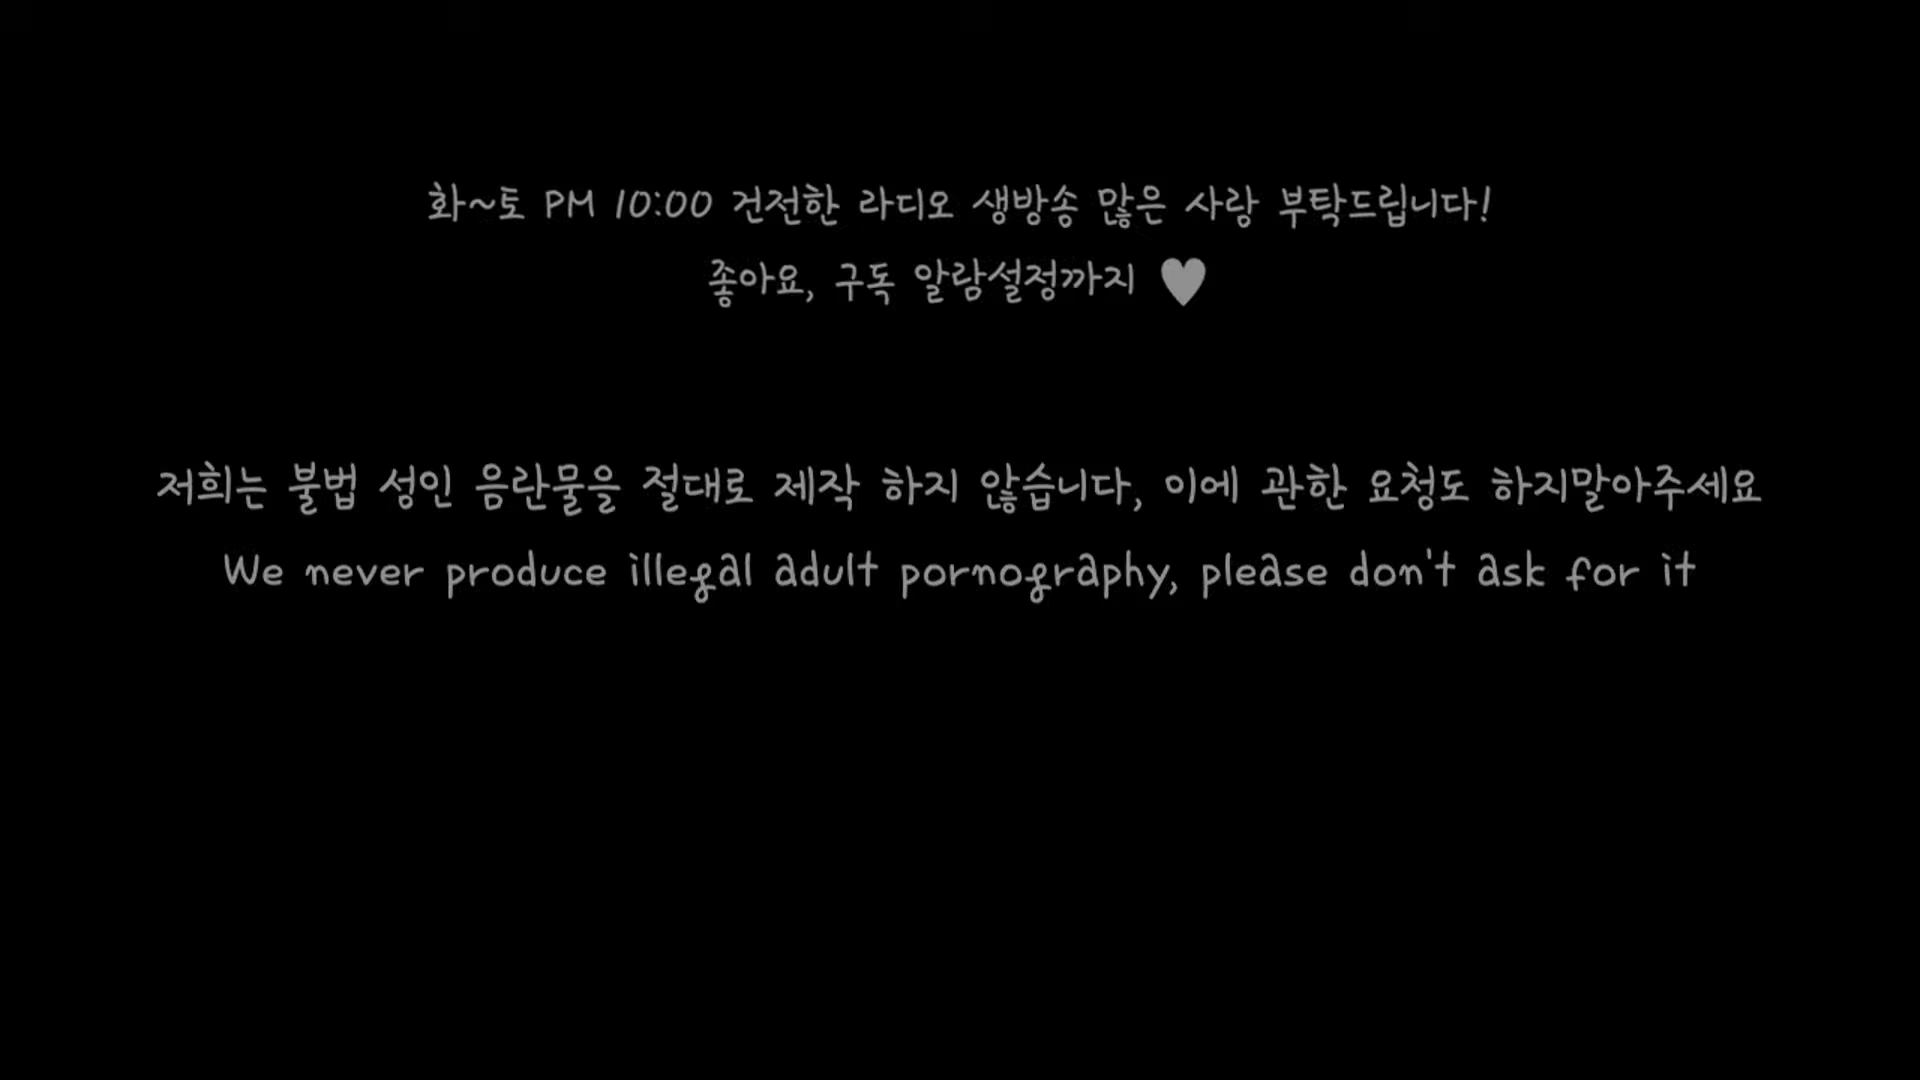 화~토 PM 10:00 건전한 라디오 생방송 많은 사랑 부탁드립니다!
좋아요, 구독 알람설정까지 ♥
저희는 불법 성인 음란물을 절대로 제작 하지 않습니다, 이에 관한 요청도 하지말아주세요
We never produce illegal adult pornography, please don't ask for it